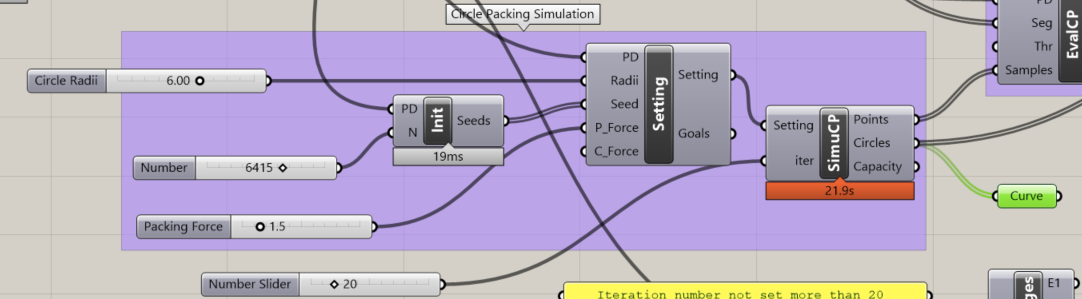 Circle Packing Simulation
PD
Seg
Thr
Samples
EvalCP
Circle Radii 6.00
PD
Radii
Seed
P_Force
C_Force
Setting
Setting
Goals
PD
N
Init
Seeds
19ms
Number 6415
Packing Force 1.5
Number Slider 20
Setting
iter
SimuCP
Points
Circles
Capacity
21.9s
Curve
Iteration number not set more than 20
E1